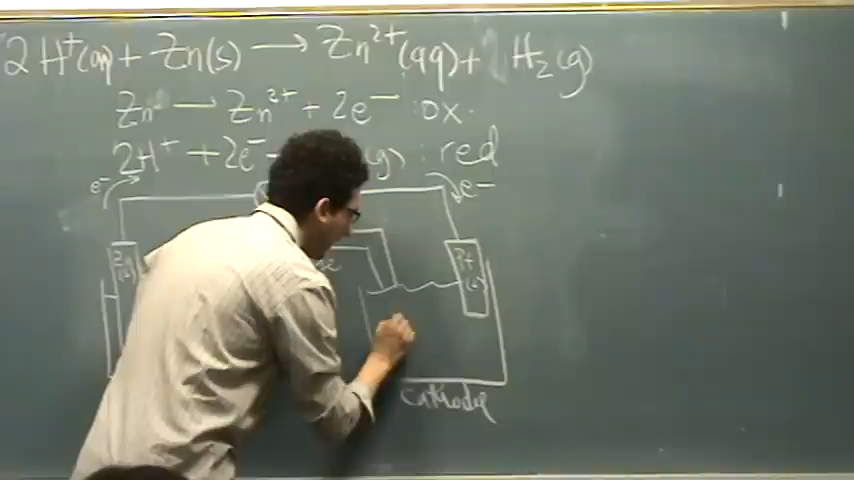 2H⁺(aq) + Zn(s) → Zn²⁺(aq) + H₂(g)
Zn → Zn²⁺ + 2e⁻ : ox.
2H⁺ + 2e⁻ g) : red
e⁻ e⁻
cathode